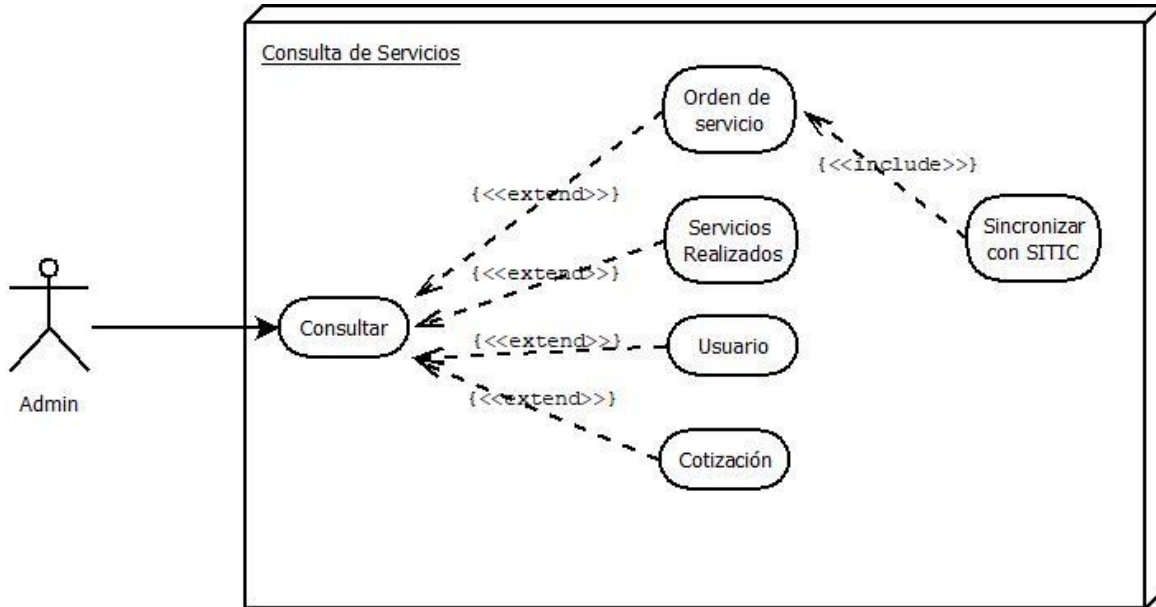 Consulta de Servicios
Orden de
servicio
{<<include>>}
{<<extend>>}
Servicios
Realizados
Sincronizar
con SITIC
{<<extend>>}
Consultar
{<<extend>>}
Usuario
{<<extend>>}
Admin
Cotización